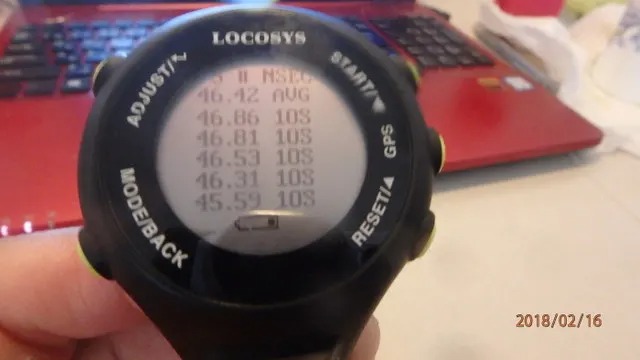 LOCOSYS
ADJUST/↖
START/▼
GPS
RESET/▲
MODE/BACK
46.42 AVG
46.86 10S
46.81 10S
46.53 10S
46.31 10S
45.59 10S
2018/02/16